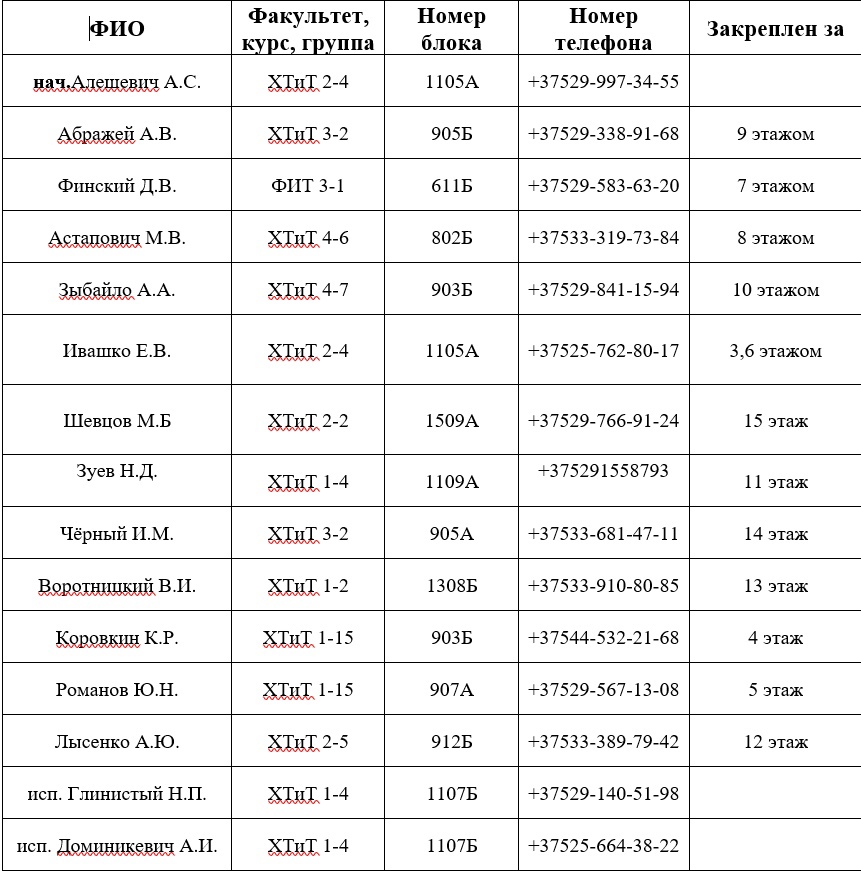 ФИО Факультет, курс, группа Номер блока Номер телефона Закреплен за
нач.Алешевич А.С. ХТиТ 2-4 1105А +37529-997-34-55
Абражей А.В. ХТиТ 3-2 905Б +37529-338-91-68 9 этажом
Финский Д.В. ФИТ 3-1 611Б +37529-583-63-20 7 этажом
Астапович М.В. ХТиТ 4-6 802Б +37533-319-73-84 8 этажом
Зыбайло А.А. ХТиТ 4-7 903Б +37529-841-15-94 10 этажом
Ивашко Е.В. ХТиТ 2-4 1105А +37525-762-80-17 3,6 этажом
Шевцов М.Б ХТиТ 2-2 1509А +37529-766-91-24 15 этаж
Зуев Н.Д. ХТиТ 1-4 1109А +375291558793 11 этаж
Чёрный И.М. ХТиТ 3-2 905А +37533-681-47-11 14 этаж
Воротницкий В.И. ХТиТ 1-2 1308Б +37533-910-80-85 13 этаж
Коровкин К.Р. ХТиТ 1-15 903Б +37544-532-21-68 4 этаж
Романов Ю.Н. ХТиТ 1-15 907А +37529-567-13-08 5 этаж
Лысенко А.Ю. ХТиТ 2-5 912Б +37533-389-79-42 12 этаж
исп. Глинистый Н.П. ХТиТ 1-4 1107Б +37529-140-51-98
исп. Доминикевич А.И. ХТиТ 1-4 1107Б +37525-664-38-22